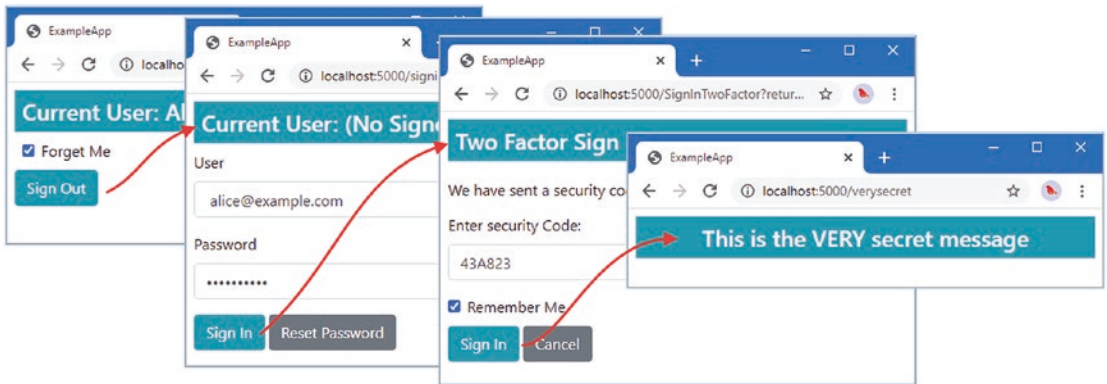 ExampleApp
localho
Current User: Al
Forget Me
Sign Out
ExampleApp
localhost:5000/signi
Current User: (No Signe
User
alice@example.com
Password
Sign In
Reset Password
ExampleApp
localhost:5000/SignInTwoFactor?retur...
Two Factor Sign
We have sent a security co
Enter security Code:
43A823
Remember Me
Sign In
Cancel
ExampleApp
localhost:5000/verysecret
This is the VERY secret message